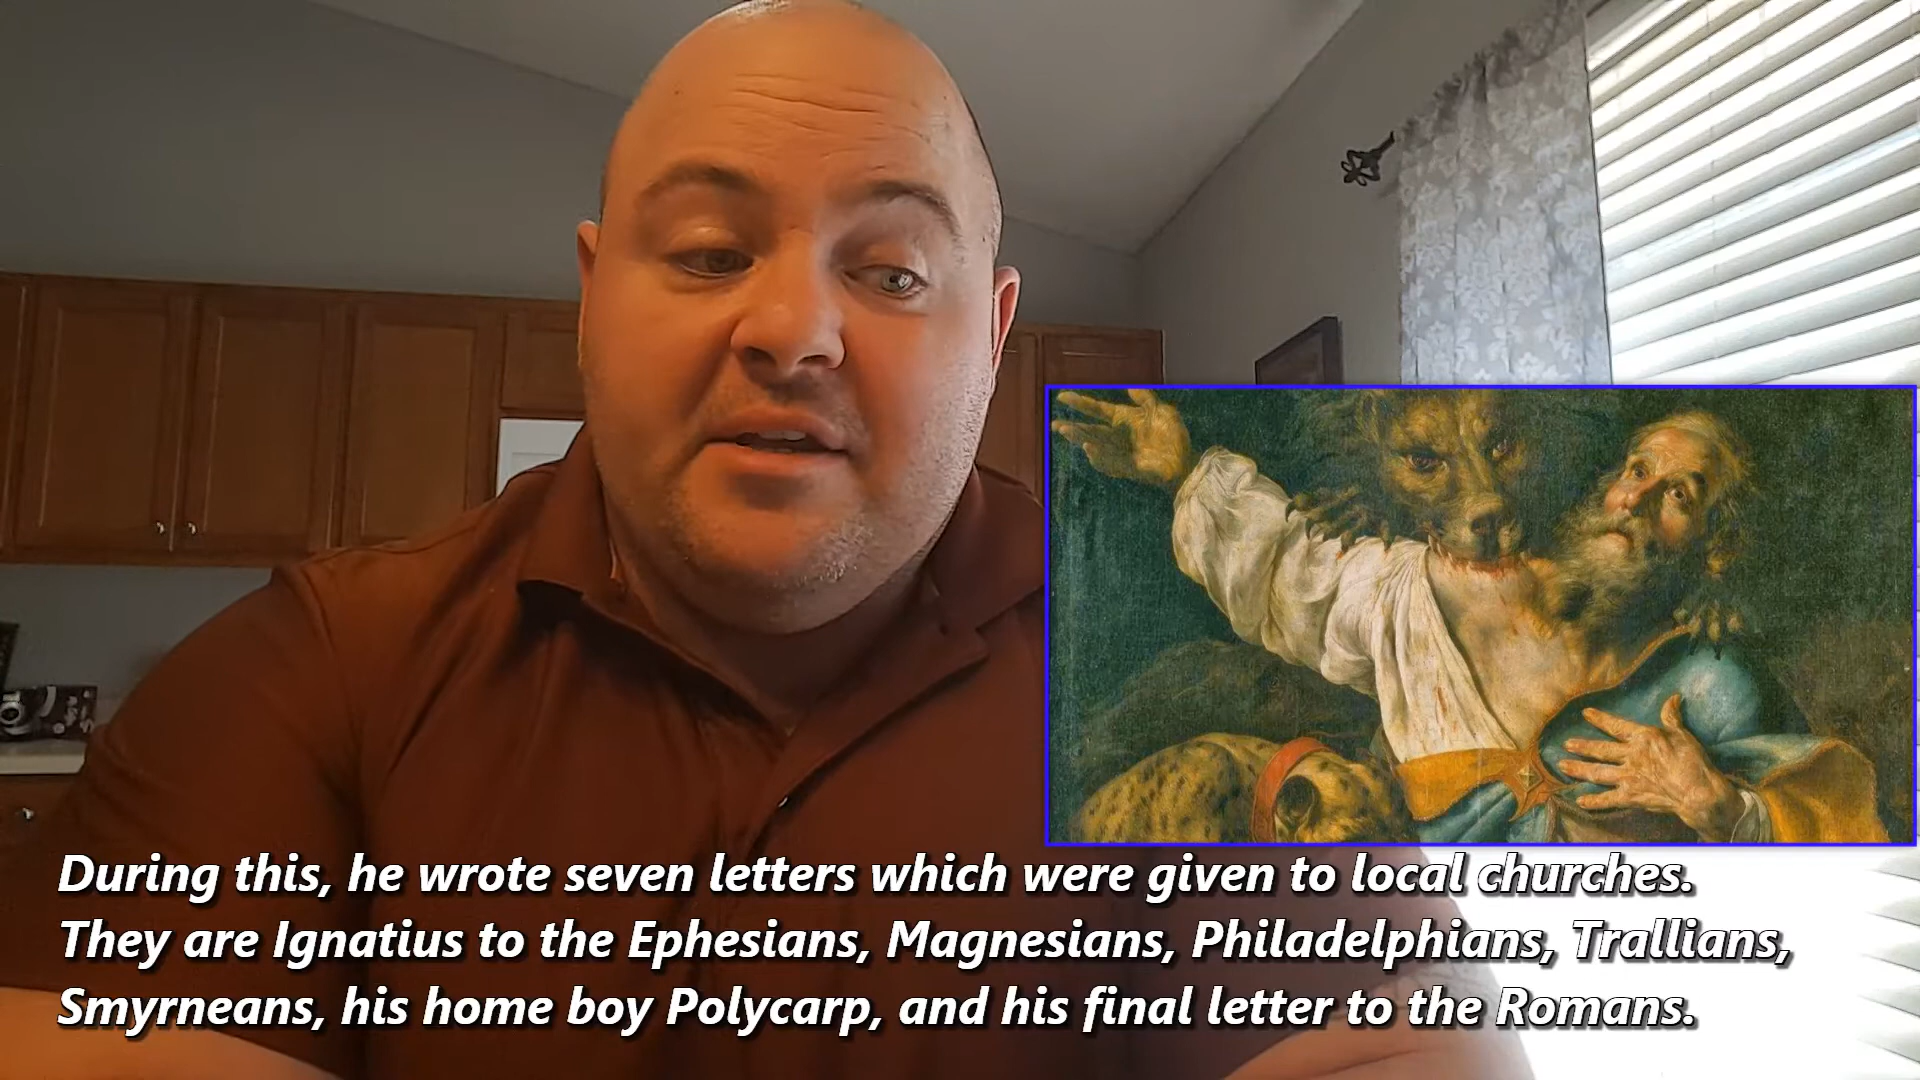 During this, he wrote seven letters which were given to local churches.
They are Ignatius to the Ephesians, Magnesians, Philadelphians, Trallians,
Smyrneans, his home boy Polycarp, and his final letter to the Romans.